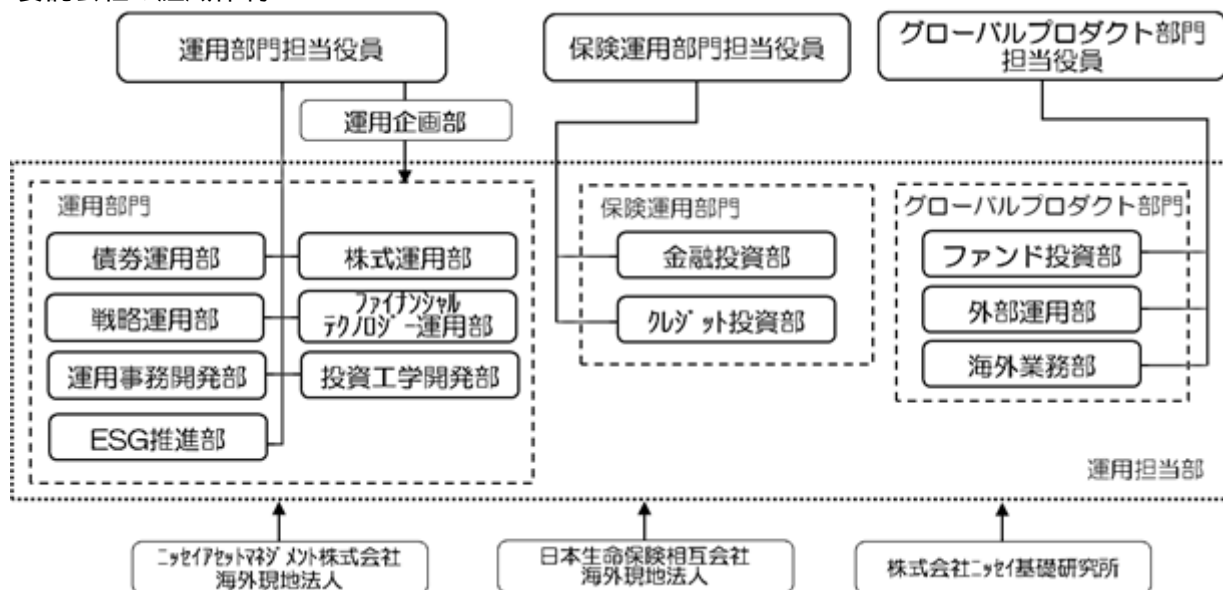 運用部門担当役員
保険運用部門担当役員
グローバルプロダクト部門
担当役員
運用企画部
運用部門
債券運用部
株式運用部
戦略運用部
ファイナンシャル
テクノロジー運用部
運用事務開発部
投資工学開発部
ESG推進部
保険運用部門
金融投資部
クレジット投資部
グローバルプロダクト部門
ファンド投資部
外部運用部
海外業務部
運用担当部
ニッセイアセットマネジメント株式会社
海外現地法人
日本生命保険相互会社
海外現地法人
株式会社ニッセイ基礎研究所